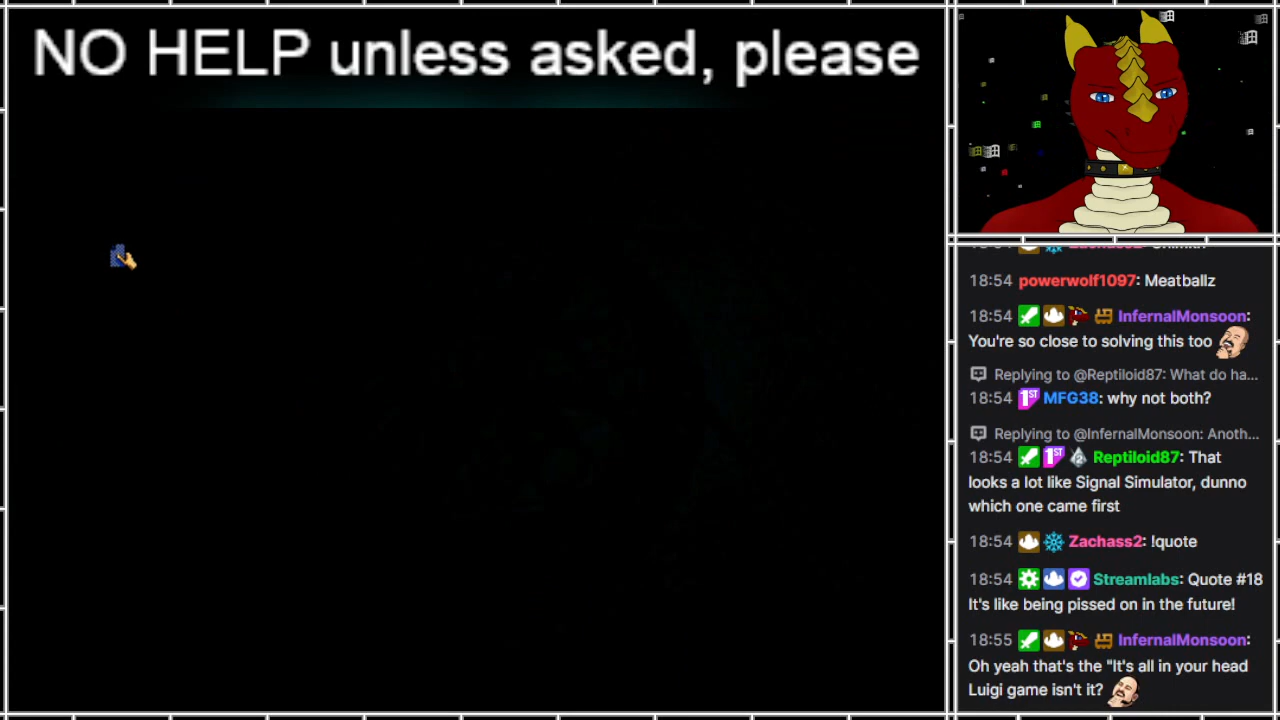 NO HELP unless asked, please
18:54 powerwolf1097: Meatballz
18:54 InfernalMonsoon:
You're so close to solving this too
Replying to @Reptiloid87: What do ha...
18:54 1ST MFG38: why not both?
Replying to @InfernalMonsoon: Anoth...
18:54 1ST 2 Reptiloid87: That
looks a lot like Signal Simulator, dunno
which one came first
18:54 Zachass2: !quote
18:54 Streamlabs: Quote #18
It's like being pissed on in the future!
18:55 InfernalMonsoon:
Oh yeah that's the "It's all in your head
Luigi game isn't it?